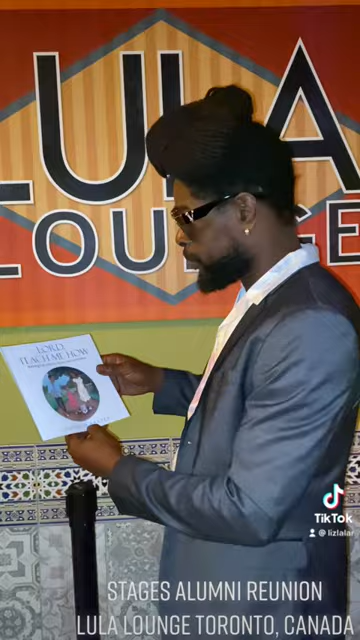 LULA
LOUNGE
LORD,
TEACH ME HOW
TikTok
@ lizlalar
STAGES ALUMNI REUNION
LULA LOUNGE TORONTO, CANADA